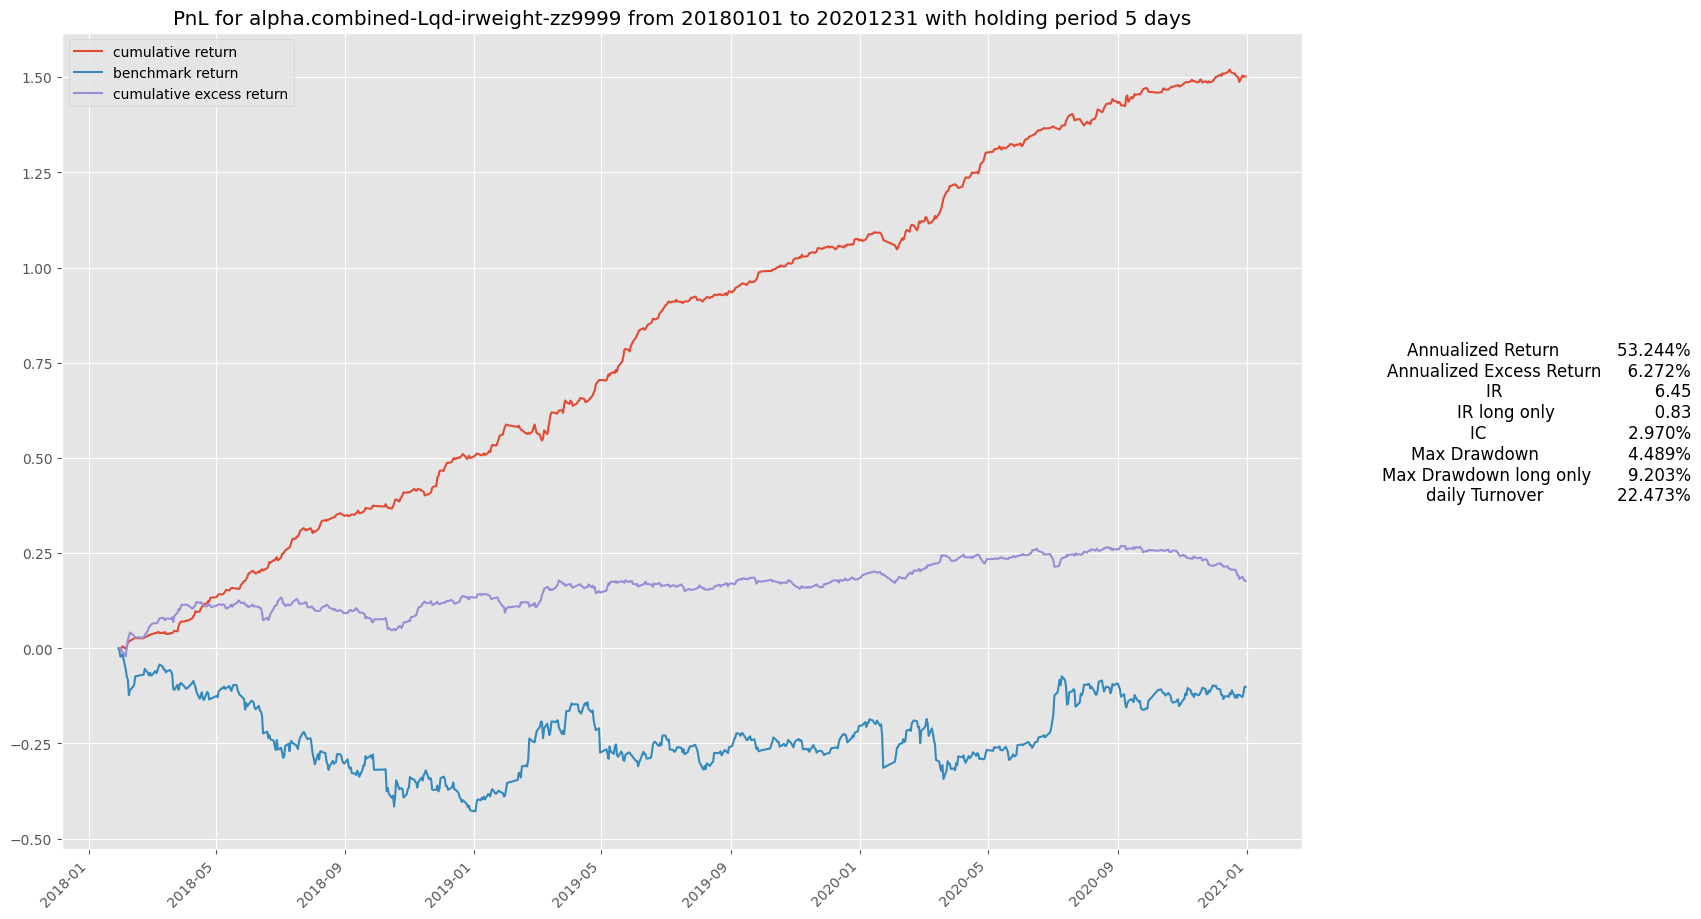 PnL for alpha.combined-Lqd-irweight-zz9999 from 20180101 to 20201231 with holding period 5 days
cumulative return
benchmark return
cumulative excess return
1.50
1.25
1.00
0.75
0.50
0.25
0.00
−0.25
−0.50
2018-01
2018-05
2018-09
2019-01
2019-05
2019-09
2020-01
2020-05
2020-09
2021-01
Annualized Return 53.244%
Annualized Excess Return 6.272%
IR 6.45
IR long only 0.83
IC 2.970%
Max Drawdown 4.489%
Max Drawdown long only 9.203%
daily Turnover 22.473%